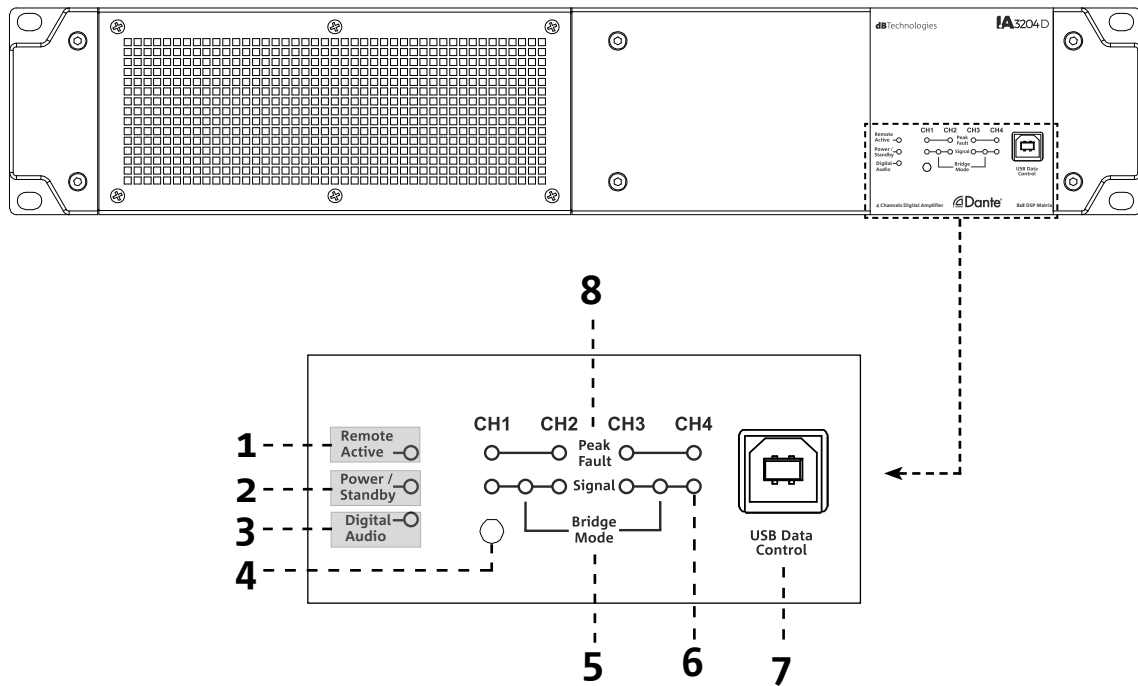 dBTechnologies IA3204D
CH1 CH2 CH3 CH4
Remote
Active
Peak
Fault
Power /
Standby
Signal
Digital
Audio
Bridge
Mode
USB Data
Control
4 Channels Digital Amplifier Dante® 8x8 DSP Matrix
8
CH1 CH2 CH3 CH4
1 Remote
Active
Peak
Fault
2 Power /
Standby
Signal
3 Digital
Audio
Bridge
Mode
USB Data
Control
4
5 6 7